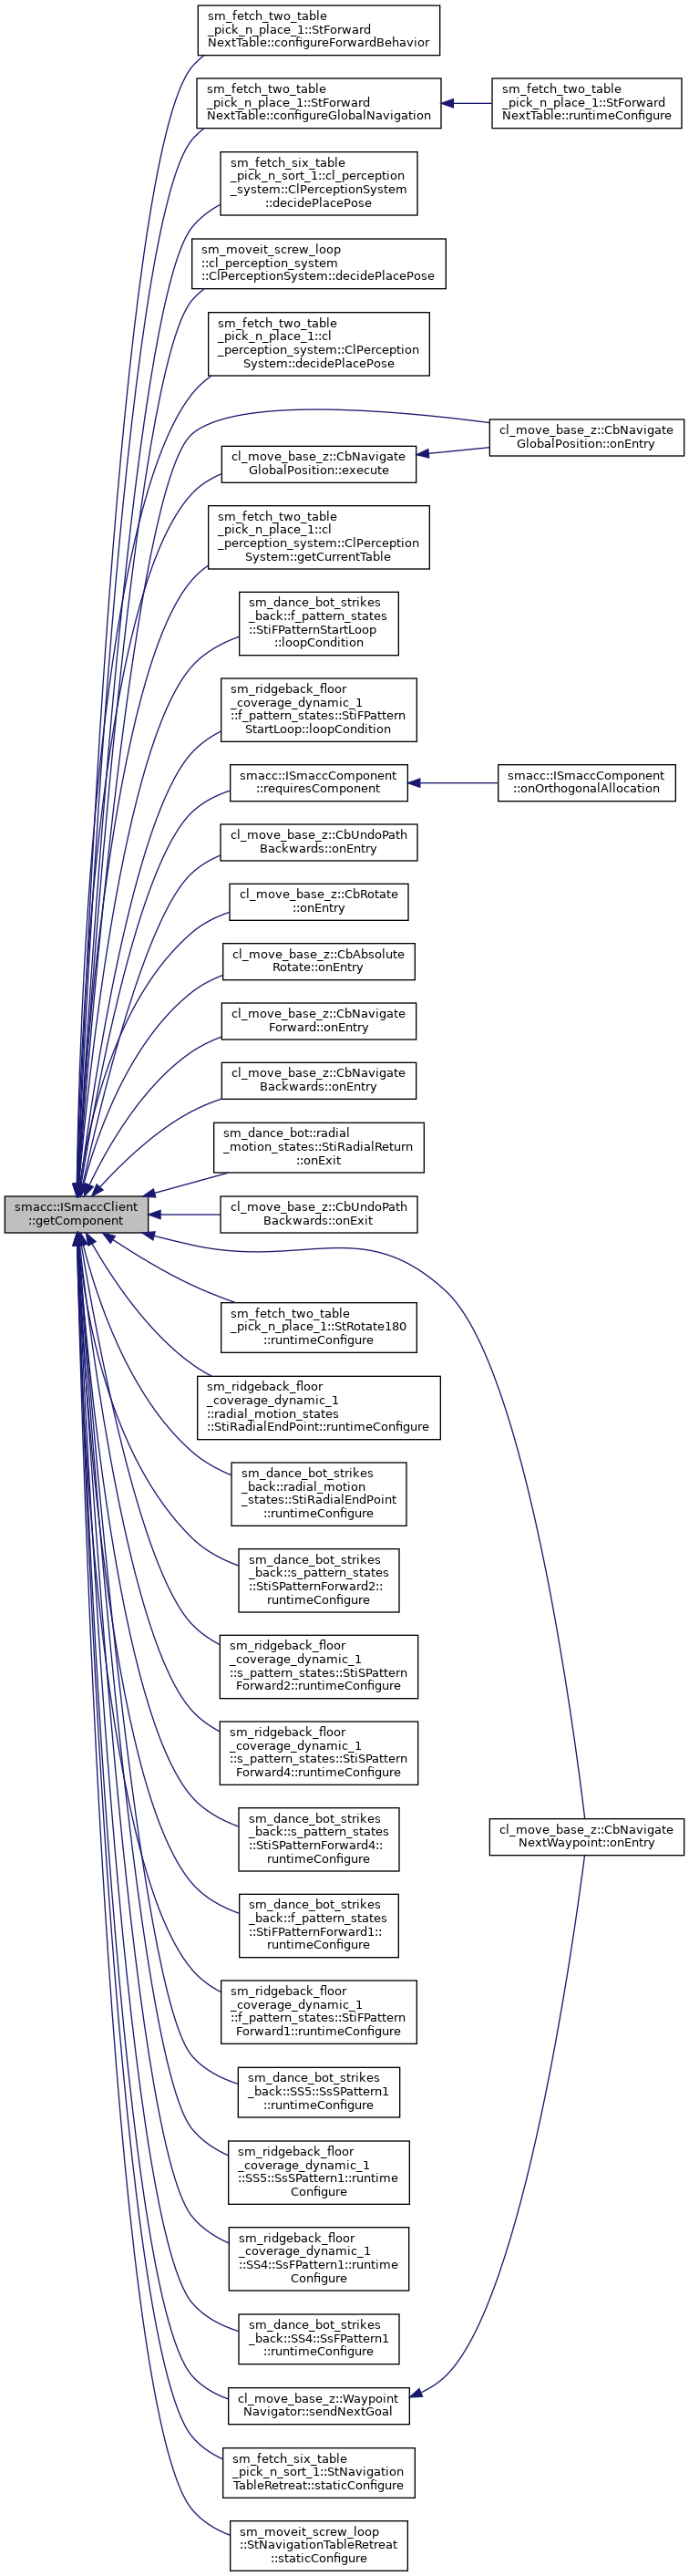 sm_fetch_two_table
_pick_n_place_1::StForward
NextTable::configureForwardBehavior
sm_fetch_two_table
_pick_n_place_1::StForward
NextTable::configureGlobalNavigation
sm_fetch_two_table
_pick_n_place_1::StForward
NextTable::runtimeConfigure
sm_fetch_six_table
_pick_n_sort_1::cl_perception
_system::ClPerceptionSystem
::decidePlacePose
sm_moveit_screw_loop
::cl_perception_system
::ClPerceptionSystem::decidePlacePose
sm_fetch_two_table
_pick_n_place_1::cl
_perception_system::ClPerception
System::decidePlacePose
cl_move_base_z::CbNavigate
GlobalPosition::onEntry
cl_move_base_z::CbNavigate
GlobalPosition::execute
sm_fetch_two_table
_pick_n_place_1::cl
_perception_system::ClPerception
System::getCurrentTable
sm_dance_bot_strikes
_back::f_pattern_states
::StiFPatternStartLoop
::loopCondition
sm_ridgeback_floor
_coverage_dynamic_1
::f_pattern_states::StiFPattern
StartLoop::loopCondition
smacc::ISmaccComponent
::requiresComponent
smacc::ISmaccComponent
::onOrthogonalAllocation
cl_move_base_z::CbUndoPath
Backwards::onEntry
cl_move_base_z::CbRotate
::onEntry
cl_move_base_z::CbAbsolute
Rotate::onEntry
cl_move_base_z::CbNavigate
Forward::onEntry
cl_move_base_z::CbNavigate
Backwards::onEntry
sm_dance_bot::radial
_motion_states::StiRadialReturn
::onExit
smacc::ISmaccClient
::getComponent
cl_move_base_z::CbUndoPath
Backwards::onExit
sm_fetch_two_table
_pick_n_place_1::StRotate180
::runtimeConfigure
sm_ridgeback_floor
_coverage_dynamic_1
::radial_motion_states
::StiRadialEndPoint::runtimeConfigure
sm_dance_bot_strikes
_back::radial_motion
_states::StiRadialEndPoint
::runtimeConfigure
sm_dance_bot_strikes
_back::s_pattern_states
::StiSPatternForward2::
runtimeConfigure
sm_ridgeback_floor
_coverage_dynamic_1
::s_pattern_states::StiSPattern
Forward2::runtimeConfigure
sm_ridgeback_floor
_coverage_dynamic_1
::s_pattern_states::StiSPattern
Forward4::runtimeConfigure
sm_dance_bot_strikes
_back::s_pattern_states
::StiSPatternForward4::
runtimeConfigure
cl_move_base_z::CbNavigate
NextWaypoint::onEntry
sm_dance_bot_strikes
_back::f_pattern_states
::StiFPatternForward1::
runtimeConfigure
sm_ridgeback_floor
_coverage_dynamic_1
::f_pattern_states::StiFPattern
Forward1::runtimeConfigure
sm_dance_bot_strikes
_back::SS5::SsSPattern1
::runtimeConfigure
sm_ridgeback_floor
_coverage_dynamic_1
::SS5::SsSPattern1::runtime
Configure
sm_ridgeback_floor
_coverage_dynamic_1
::SS4::SsFPattern1::runtime
Configure
sm_dance_bot_strikes
_back::SS4::SsFPattern1
::runtimeConfigure
cl_move_base_z::Waypoint
Navigator::sendNextGoal
sm_fetch_six_table
_pick_n_sort_1::StNavigation
TableRetreat::staticConfigure
sm_moveit_screw_loop
::StNavigationTableRetreat
::staticConfigure